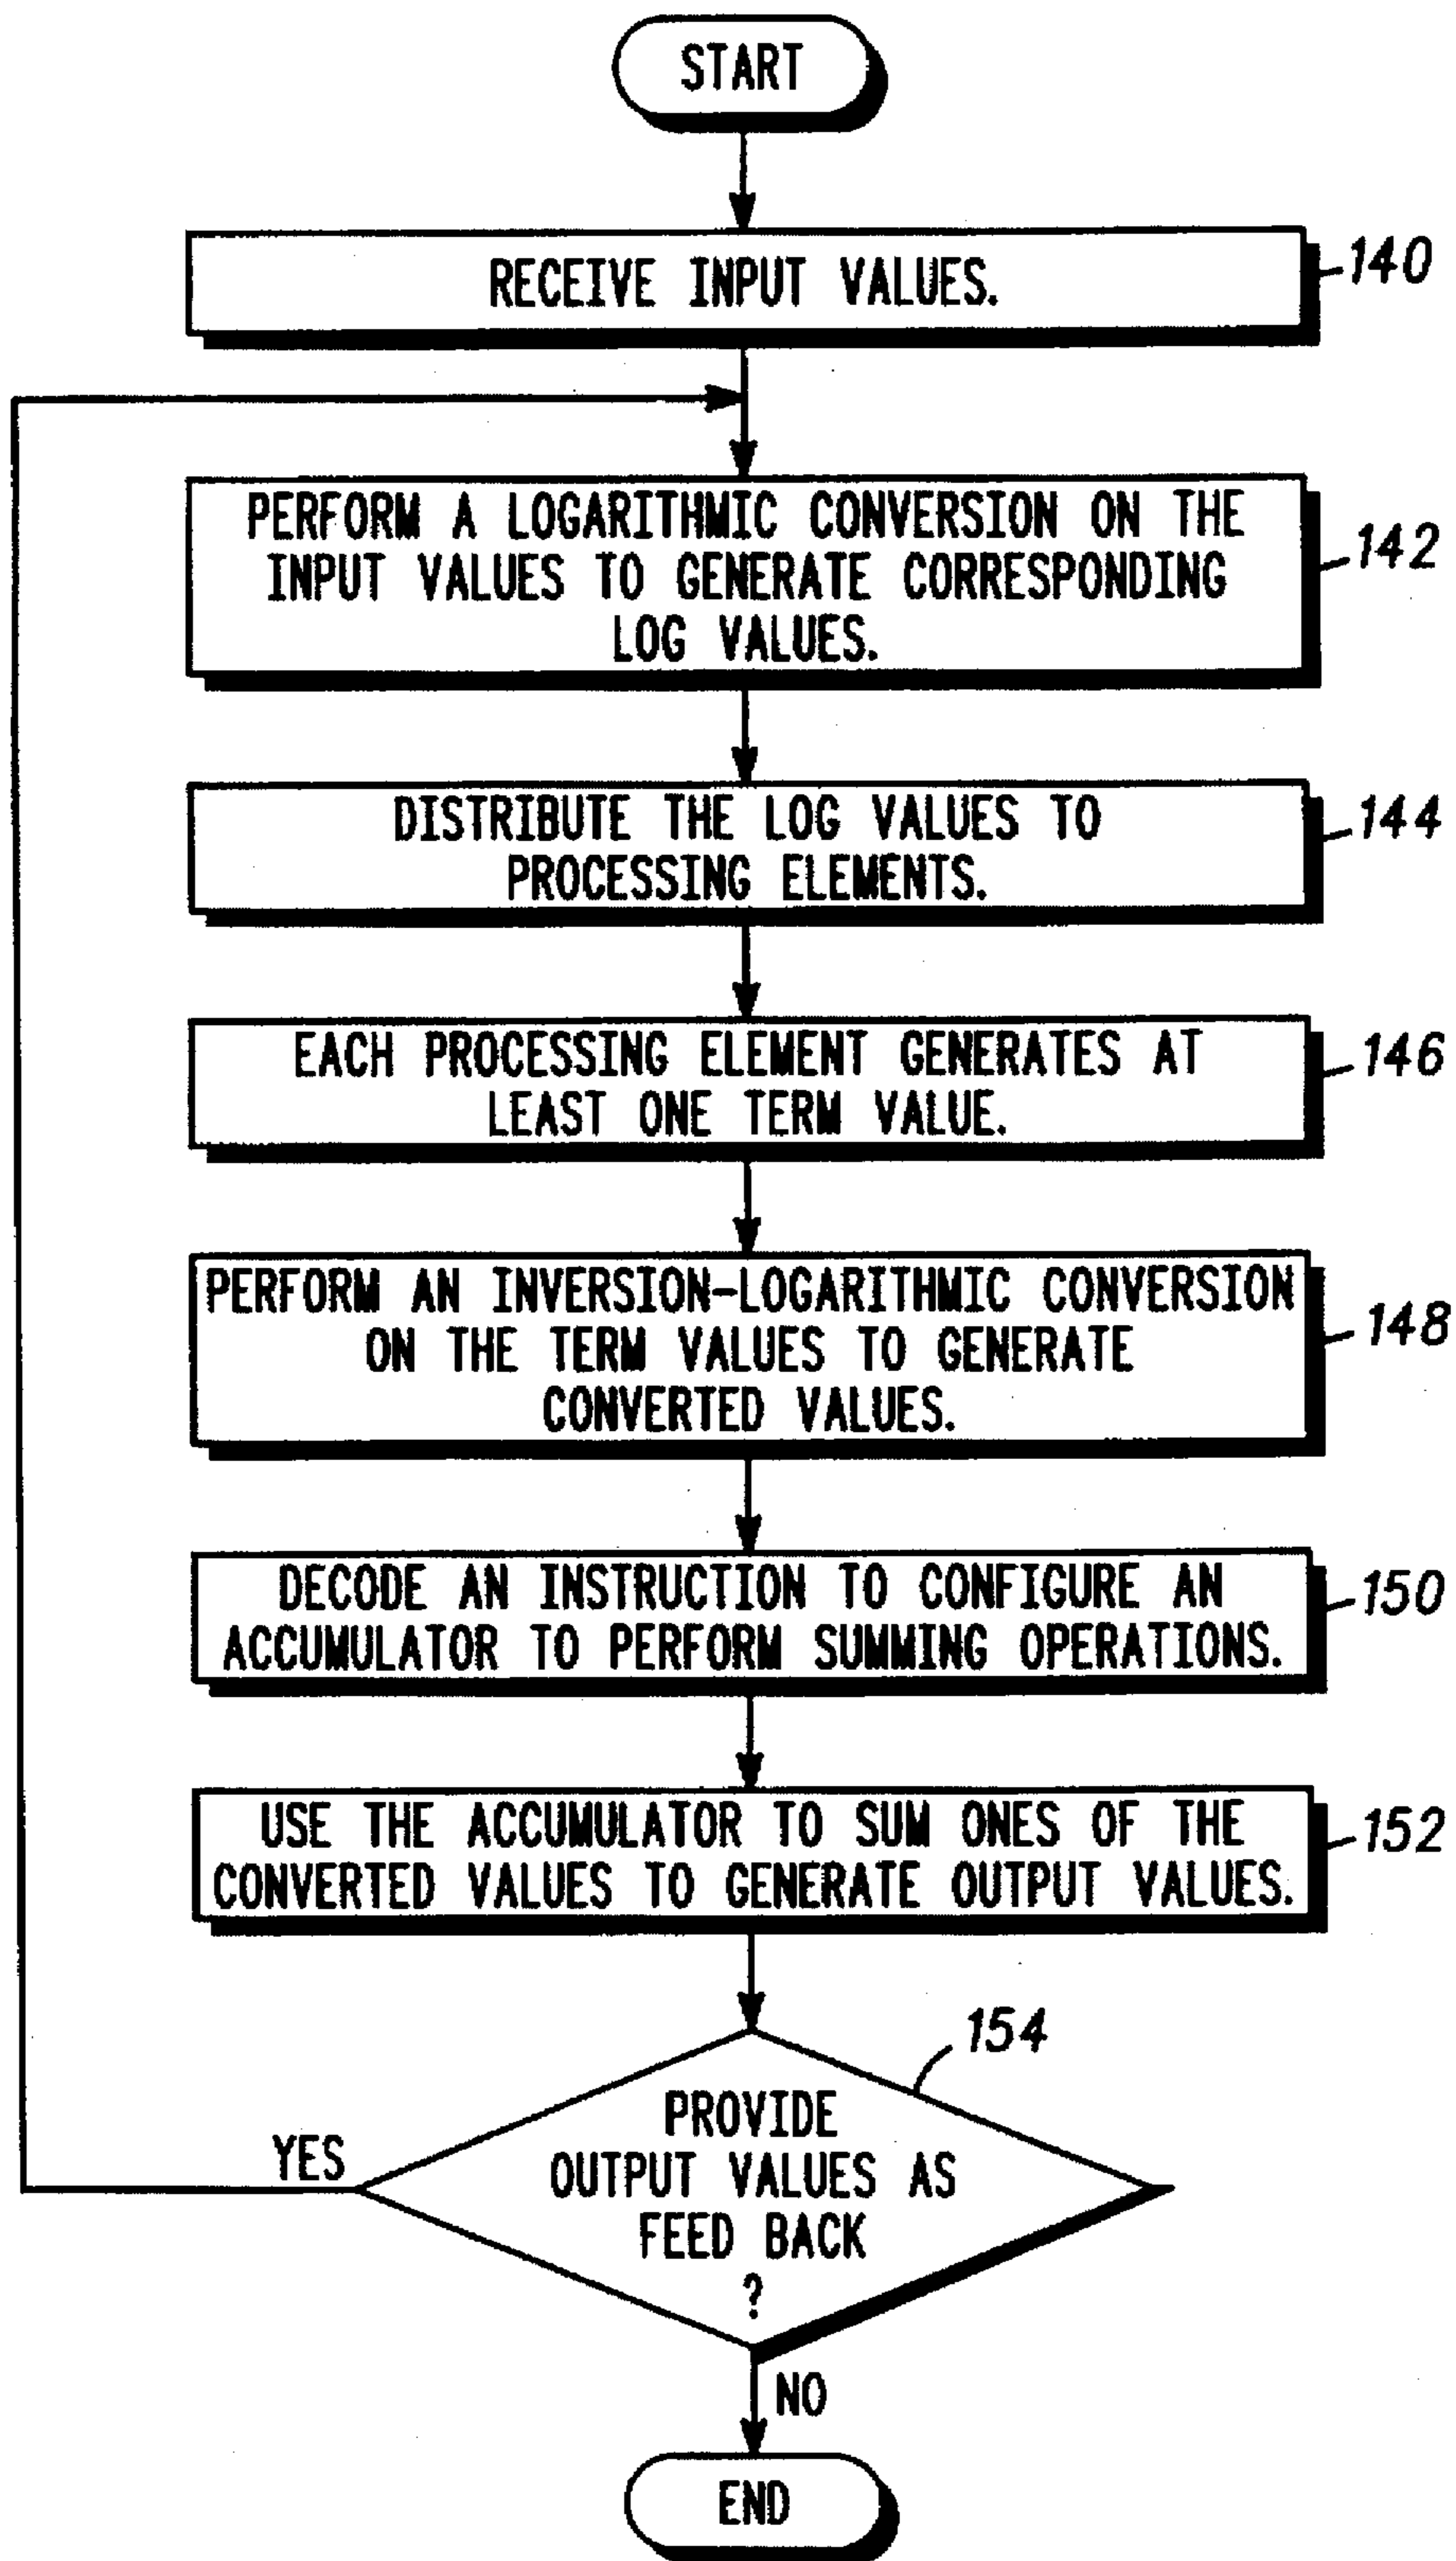 START
RECEIVE INPUT VALUES.
140
PERFORM A LOGARITHMIC CONVERSION ON THE
INPUT VALUES TO GENERATE CORRESPONDING
LOG VALUES.
142
DISTRIBUTE THE LOG VALUES TO
PROCESSING ELEMENTS.
144
EACH PROCESSING ELEMENT GENERATES AT
LEAST ONE TERM VALUE.
146
PERFORM AN INVERSION-LOGARITHMIC CONVERSION
ON THE TERM VALUES TO GENERATE
CONVERTED VALUES.
148
DECODE AN INSTRUCTION TO CONFIGURE AN
ACCUMULATOR TO PERFORM SUMMING OPERATIONS.
150
USE THE ACCUMULATOR TO SUM ONES OF THE
CONVERTED VALUES TO GENERATE OUTPUT VALUES.
152
154
PROVIDE
OUTPUT VALUES AS
FEED BACK
?
YES
NO
END